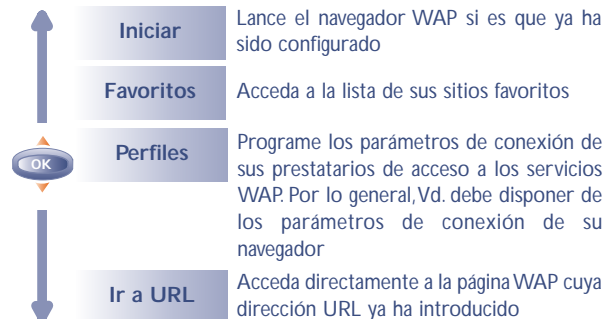 Iniciar
Lance el navegador WAP si es que ya ha
sido configurado
Favoritos
Acceda a la lista de sus sitios favoritos
OK
Perfiles
Programe los parámetros de conexión de
sus prestatarios de acceso a los servicios
WAP. Por lo general, Vd. debe disponer de
los parámetros de conexión de su
navegador
Ir a URL
Acceda directamente a la página WAP cuya
dirección URL ya ha introducido